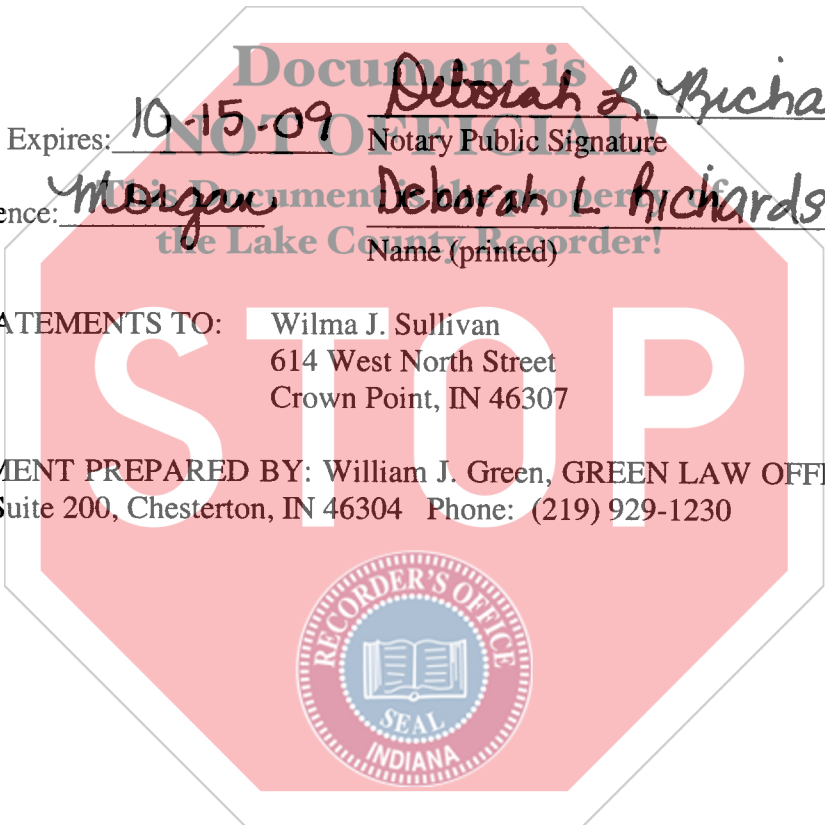 Document is
Deborah L. Richa
Expires: 10-15-09
NOT OFFICIAL!
Notary Public Signature
This Document is the property of
ence: Morgan
Deborah L Richards
the Lake County Recorder!
Name (printed)
ATEMENTS TO: Wilma J. Sullivan
614 West North Street
Crown Point, IN 46307
STOP
MENT PREPARED BY: William J. Green, GREEN LAW OFFI
Suite 200, Chesterton, IN 46304 Phone: (219) 929-1230
RECORDER'S OFFICE
SEAL
INDIANA